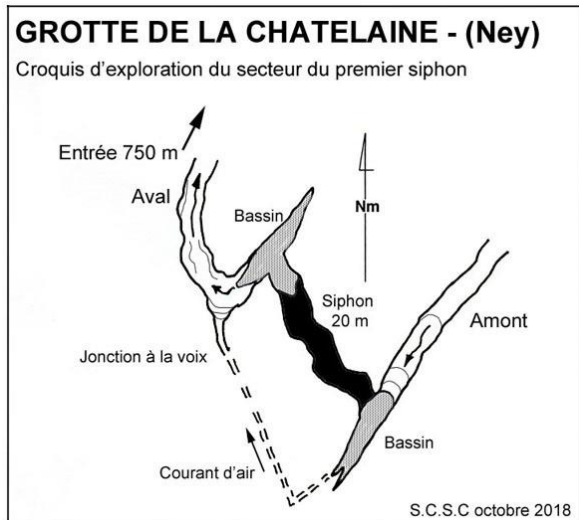 GROTTE DE LA CHATELAINE - (Ney)
Croquis d'exploration du secteur du premier siphon
Entrée 750 m
Aval
Bassin
Nm
Siphon
20 m
Amont
Jonction à la voix
Bassin
Courant d'air
S.C.S.C octobre 2018